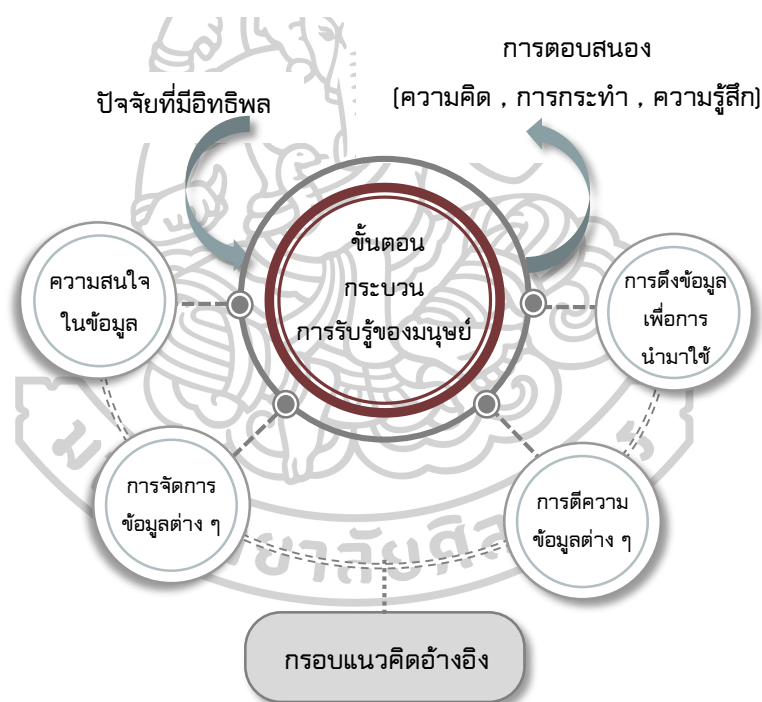 การตอบสนอง
(ความคิด , การกระทำ , ความรู้สึก)
ปัจจัยที่มีอิทธิพล
ขั้นตอน
กระบวน
การรับรู้ของมนุษย์
ความสนใจ
ในข้อมูล
การจัดการ
ข้อมูลต่าง ๆ
การตีความ
ข้อมูลต่าง ๆ
การดึงข้อมูล
เพื่อการ
นำมาใช้
กรอบแนวคิดอ้างอิง